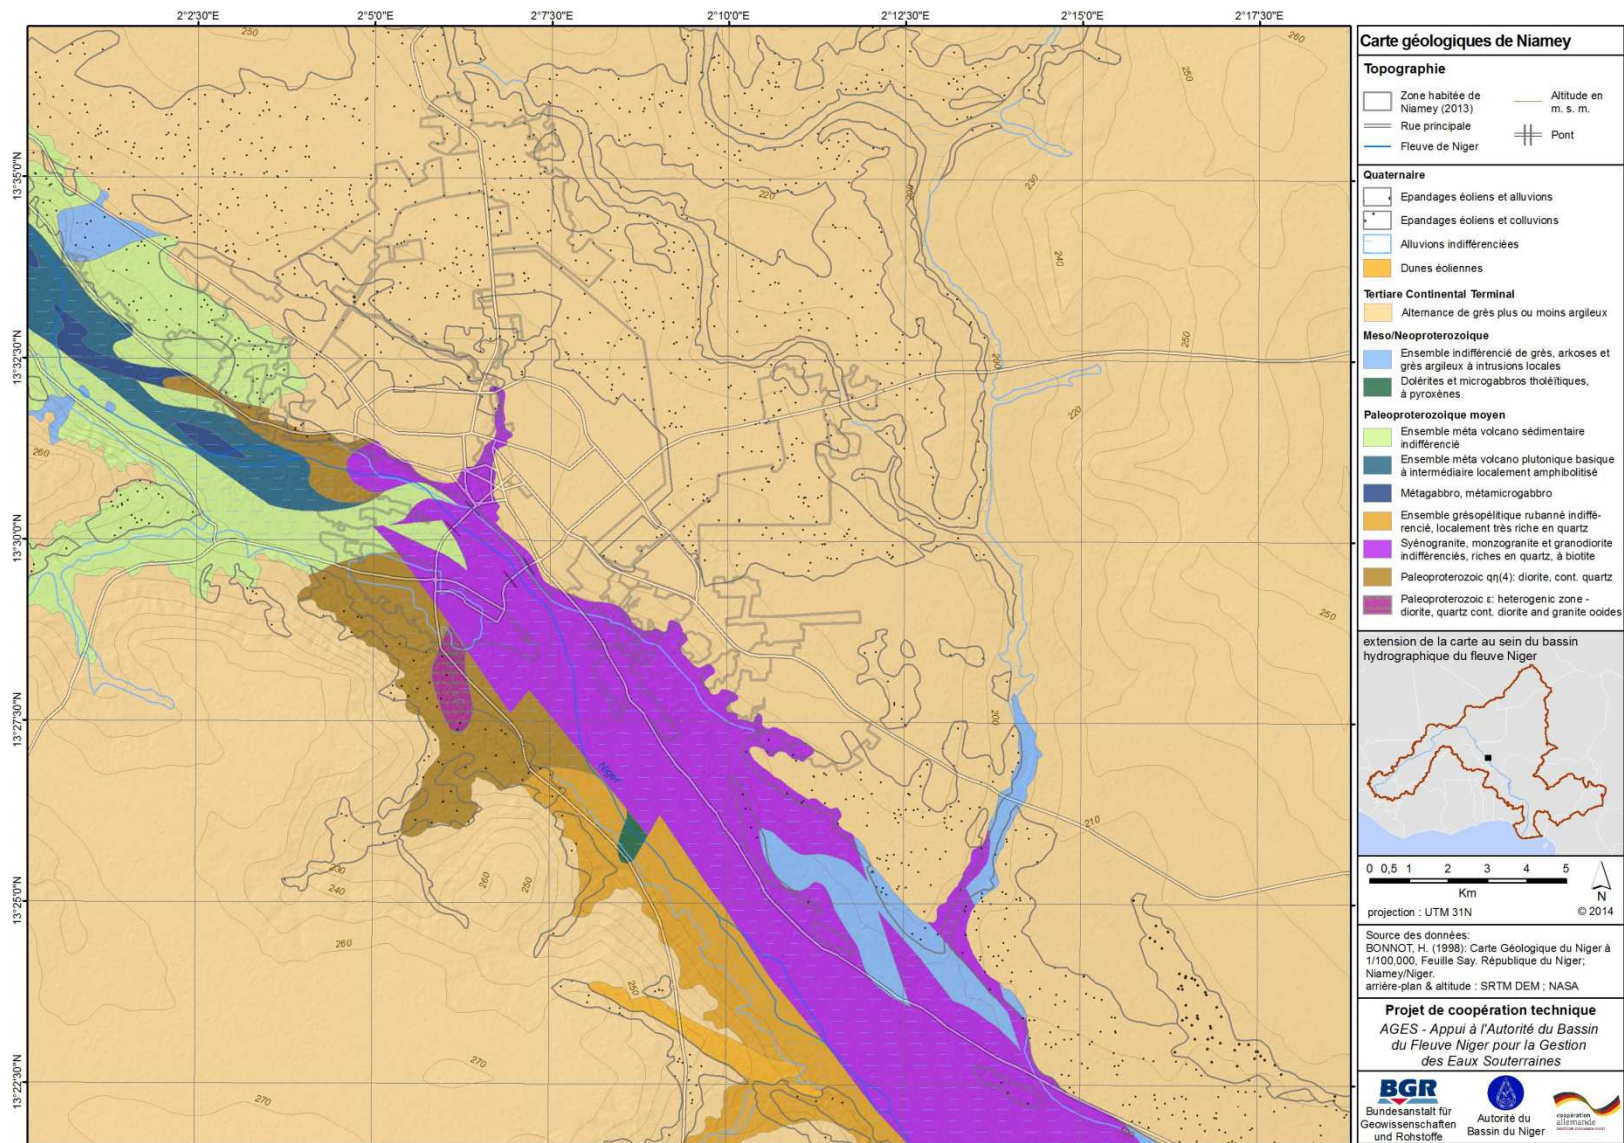 2°2'30"E
2°5'0"E
2°7'30"E
2°10'0"E
2°12'30"E
2°15'0"E
2°17'30"E
13°35'0"N
13°32'30"N
13°30'0"N
13°27'30"N
13°25'0"N
13°22'30"N
250
260
250
220
230
200
240
250
200
220
260
250
200
Niger
210
230
240
260
250
260
250
270
270
Carte géologiques de Niamey
Topographie
Zone habitée de
Niamey (2013)
Altitude en
m. s. m.
Rue principale
Pont
Fleuve de Niger
Quaternaire
Epandages éoliens et alluvions
Epandages éoliens et colluvions
Alluvions indifférenciées
Dunes éoliennes
Tertiare Continental Terminal
Alternance de grès plus ou moins argileux
Meso/Neoproterozoique
Ensemble indifférencié de grès, arkoses et
grès argileux à intrusions locales
Dolérites et microgabbros tholéïtiques,
à pyroxènes
Paleoproterozoique moyen
Ensemble méta volcano sédimentaire
indifférencié
Ensemble méta volcano plutonique basique
à intermédiaire localement amphibolitisé
Métagabbro, métamicrogabbro
Ensemble grésopélitique rubanné indiffé-
rencié, localement très riche en quartz
Syénogranite, monzogranite et granodiorite
indifférenciés, riches en quartz, à biotite
Paleoproterozoic qη(4): diorite, cont. quartz
Paleoproterozoic ε: heterogenic zone -
diorite, quartz cont. diorite and granite ooides
extension de la carte au sein du bassin
hydrographique du fleuve Niger
0 0,5 1 2 3 4 5
Km
N
projection : UTM 31N
© 2014
Source des données:
BONNOT, H. (1998): Carte Géologique du Niger à
1/100,000, Feuille Say. République du Niger;
Niamey/Niger.
arrière-plan & altitude : SRTM DEM ; NASA
Projet de coopération technique
AGES - Appui à l'Autorité du Bassin
du Fleuve Niger pour la Gestion
des Eaux Souterraines
BGR
Bundesanstalt für
Geowissenschaften
und Rohstoffe
Autorité du
Bassin du Niger
coopération
allemande